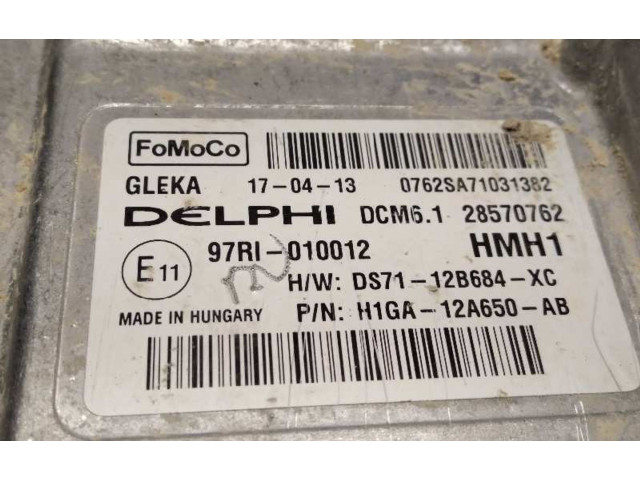 FoMoCo
GLEKA 17-04-13 0762SA71031382
DELPHI DCM6.1 28570762
E11 97RI-010012 HMH1
H/W: DS71-12B684-XC
MADE IN HUNGARY P/N: H1GA-12A650-AB